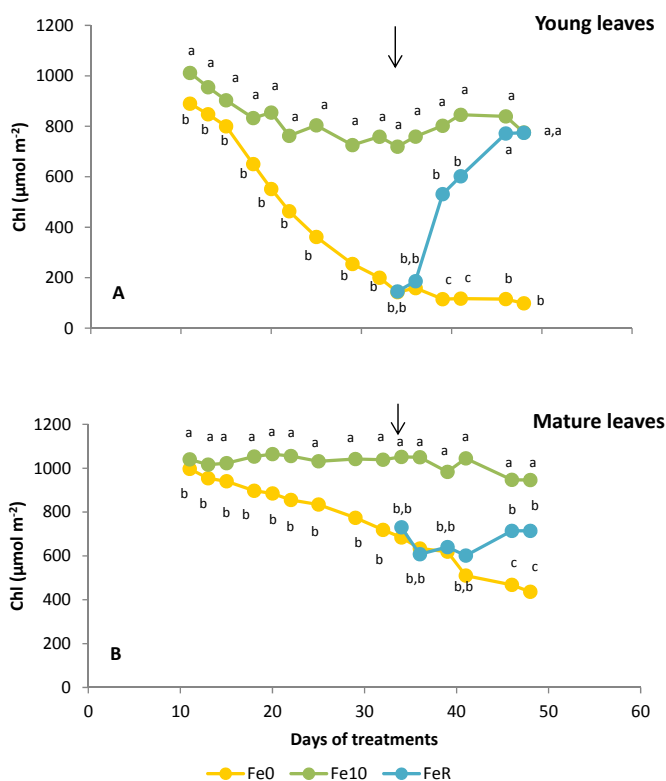 Young leaves
1200
1000
800
600
400
200
0
Chl (µmol m⁻²)
a a a a a a a a a a a a a a a
b b b b b b b b b b,b b,b b b c c a b a,a b
A
Mature leaves
1200
1000
800
600
400
200
0
Chl (µmol m⁻²)
a a a a a a a a a a a a a a a
b b b b b b b b b b,b b,b b,b b,b b b c c
B
0 10 20 30 40 50 60
Days of treatments
Fe0 Fe10 FeR